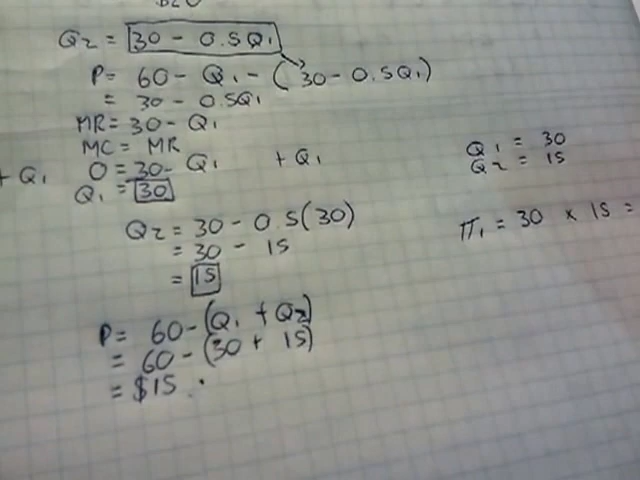 Q2 = 30 - 0.5Q1
P = 60 - Q1 - (30 - 0.5Q1)
= 30 - 0.5Q1
MR = 30 - Q1
MC = MR
+ Q1 0 = 30 - Q1 + Q1
Q1 = 30
Q2 = 30 - 0.5(30)
= 30 - 15
= 15
P = 60 - (Q1 + Q2)
= 60 - (30 + 15)
= $15.
Q1 = 30
Q2 = 15
π1 = 30 × 15 =